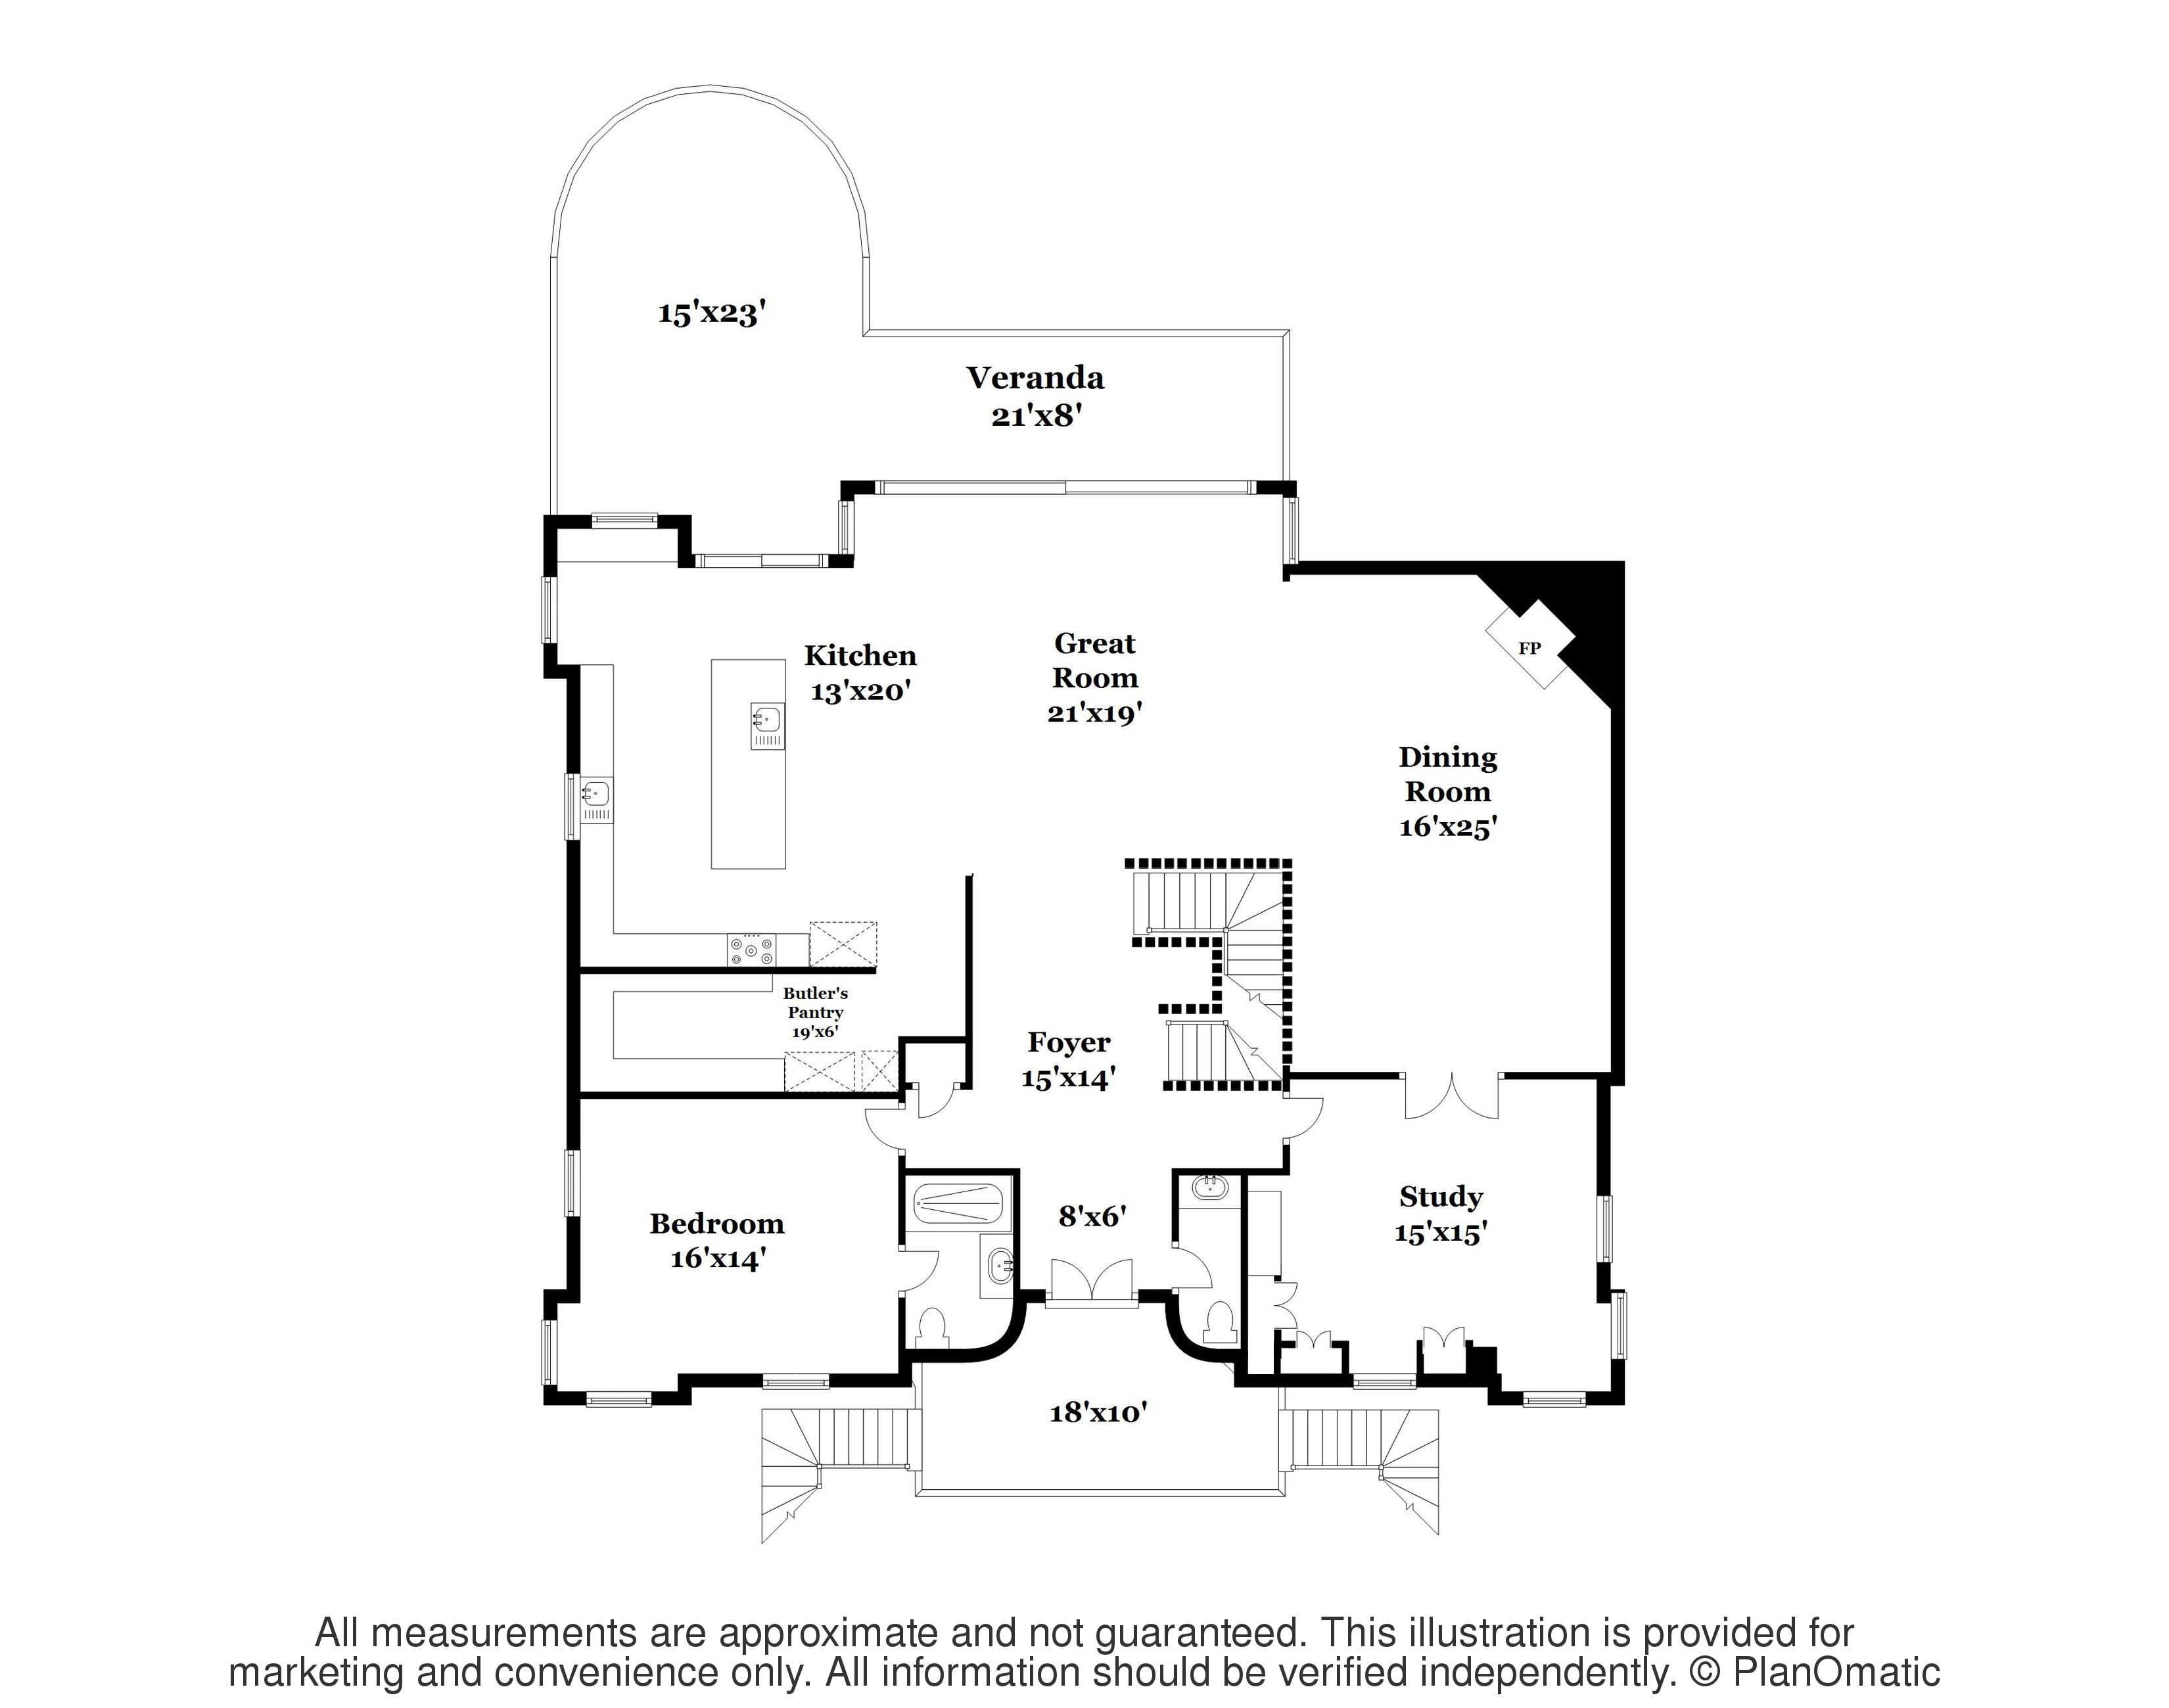 15'x23'
Veranda
21'x8'
Kitchen
13'x20'
Great
Room
21'x19'
FP
Dining
Room
16'x25'
Butler's
Pantry
19'x6'
Foyer
15'x14'
Bedroom
16'x14'
8'x6'
Study
15'x15'
18'x10'
All measurements are approximate and not guaranteed. This illustration is provided for
marketing and convenience only. All information should be verified independently. © PlanOmatic